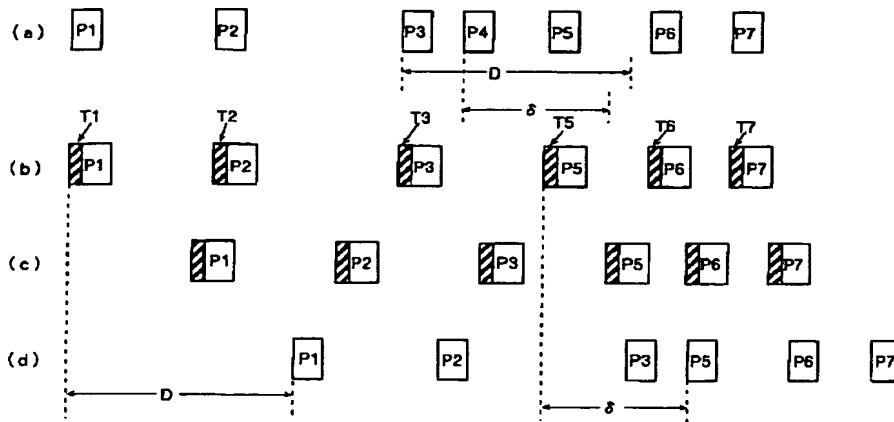 (a) P1 P2 P3 P4 P5 P6 P7
D
δ
T1 T2 T3 T5 T6 T7
(b) P1 P2 P3 P5 P6 P7
(c) P1 P2 P3 P5 P6 P7
(d) P1 P2 P3 P5 P6 P7
D δ